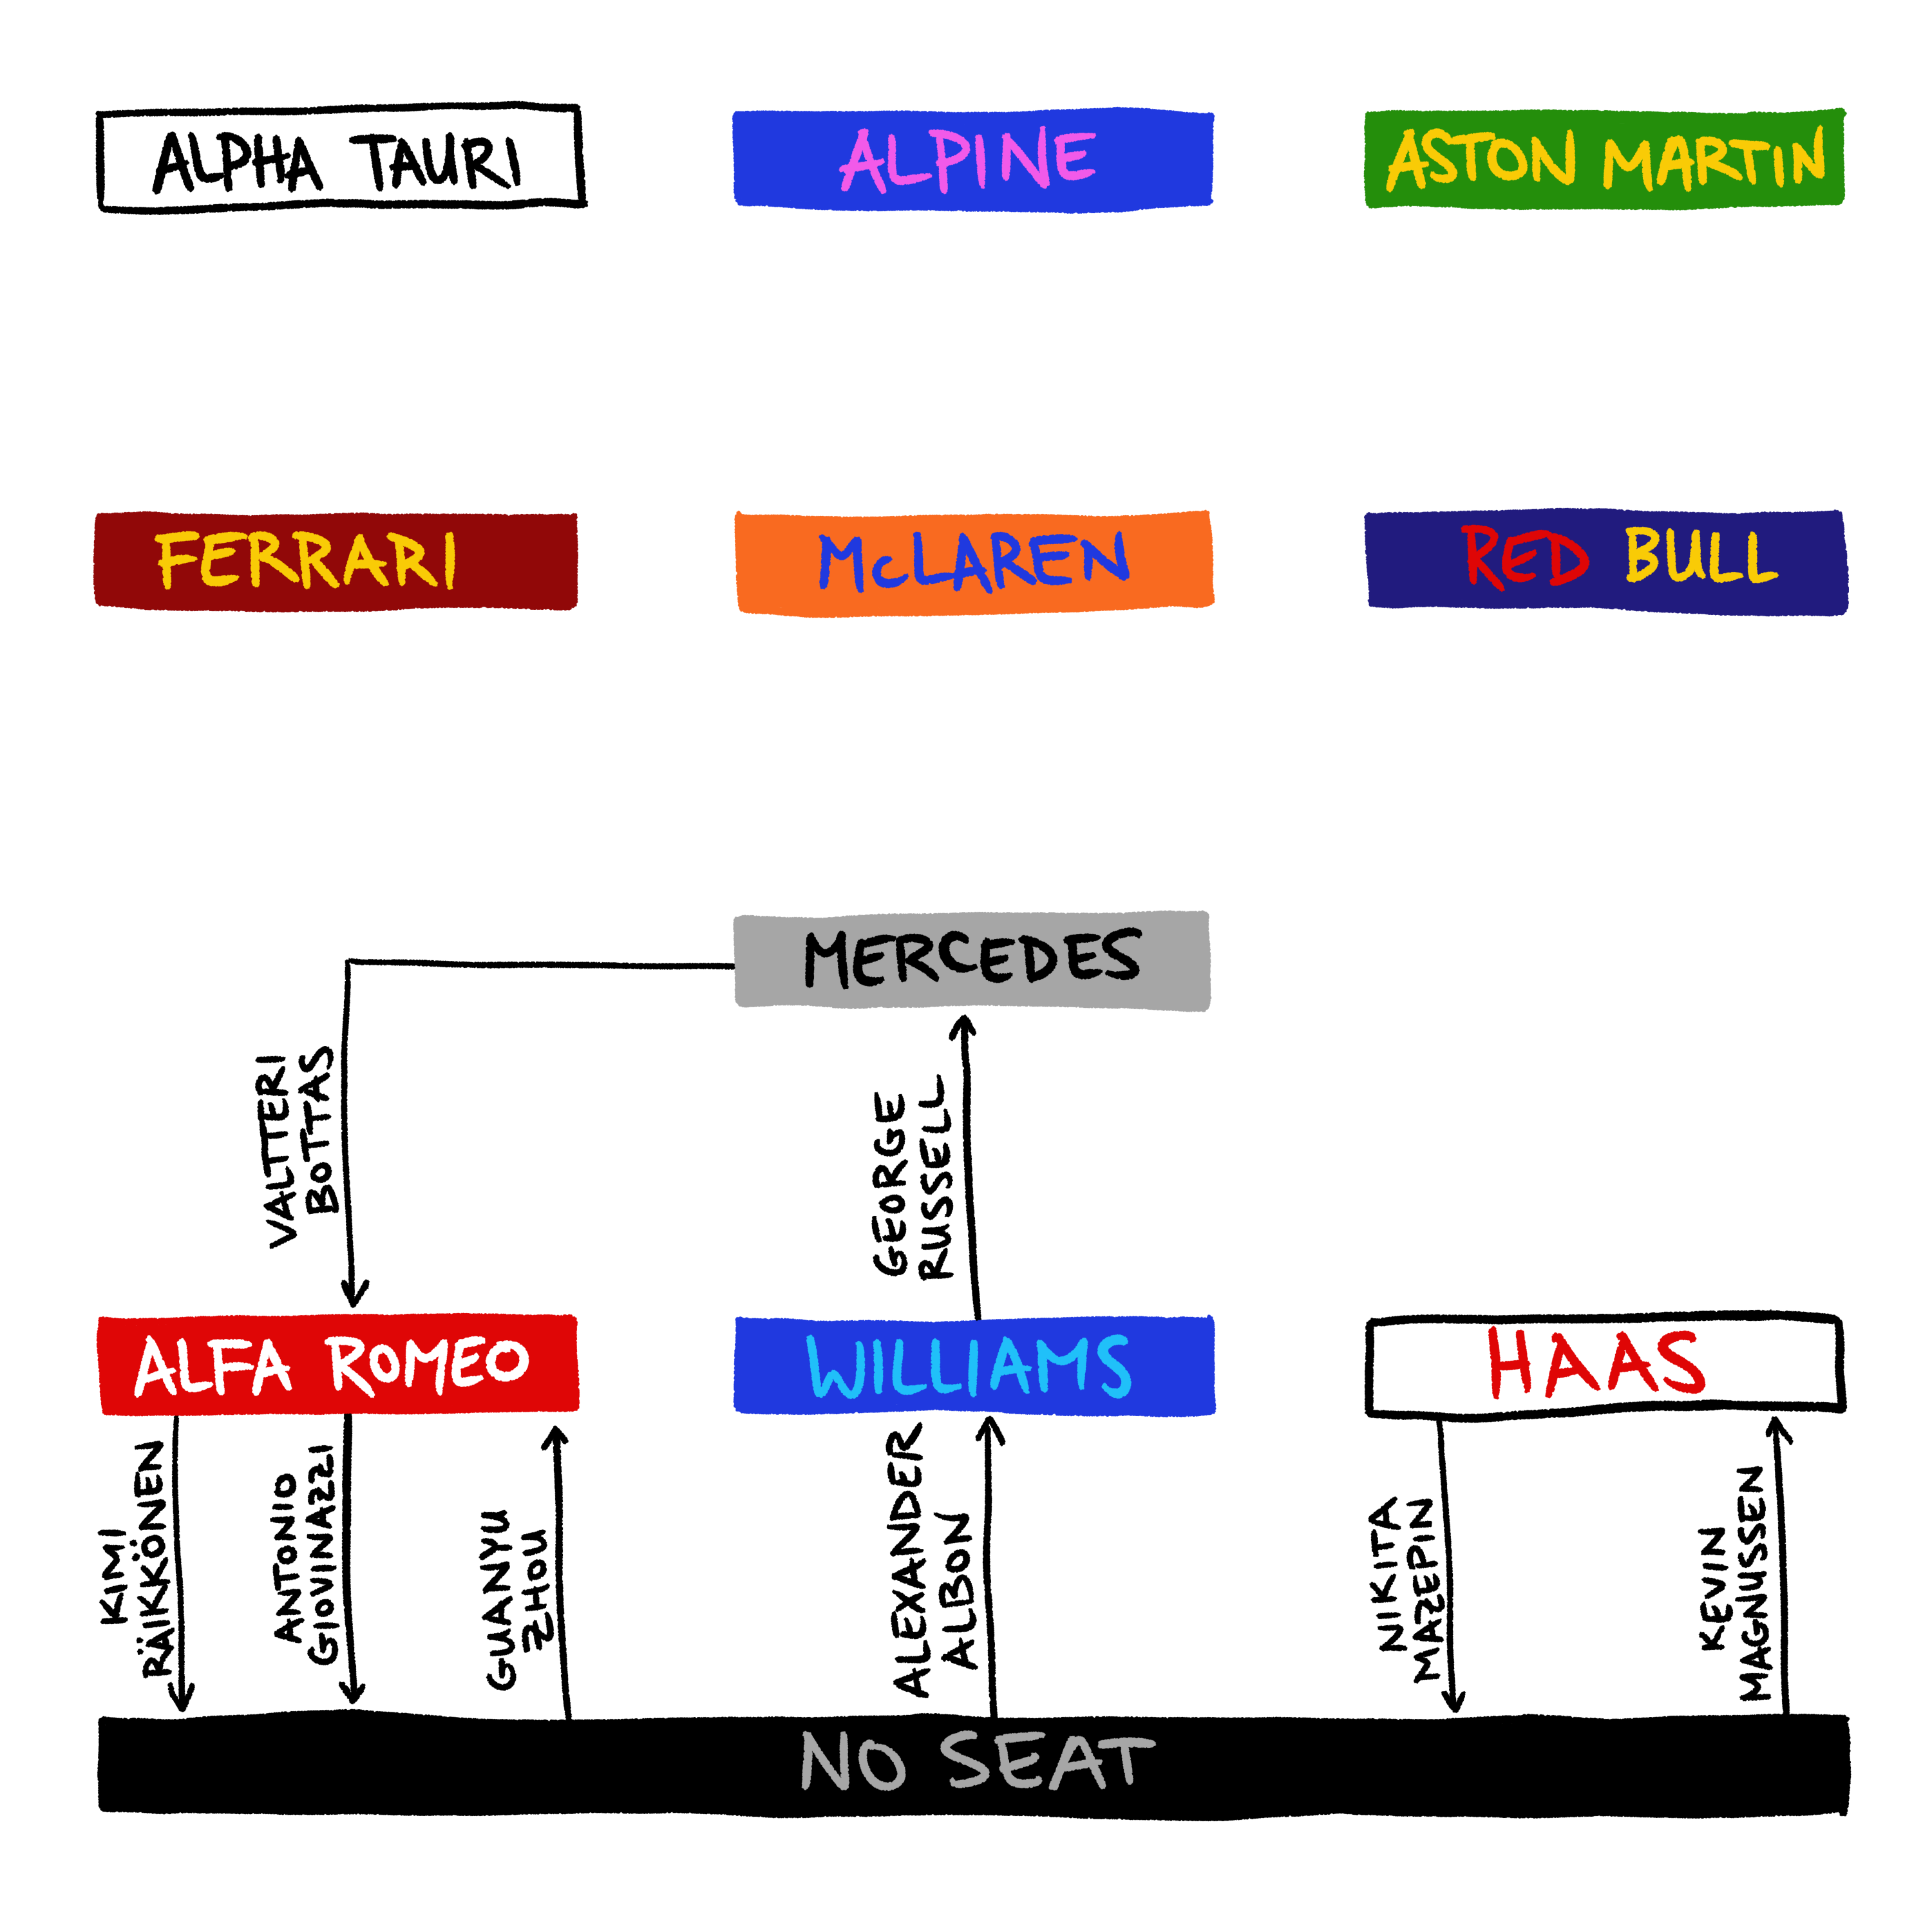 ALPHA TAURI
ALPINE
ASTON MARTIN
FERRARI
McLAREN
RED BULL
MERCEDES
VALTTERI
BOTTAS
GEORGE
RUSSELL
ALFA ROMEO
WILLIAMS
HAAS
KIMI
RÄIKKÖNEN
ANTONIO
GIOVINAZZI
GUANYU
ZHOU
ALEXANDER
ALBON
NIKITA
MAZEPIN
KEVIN
MAGNUSSEN
NO SEAT